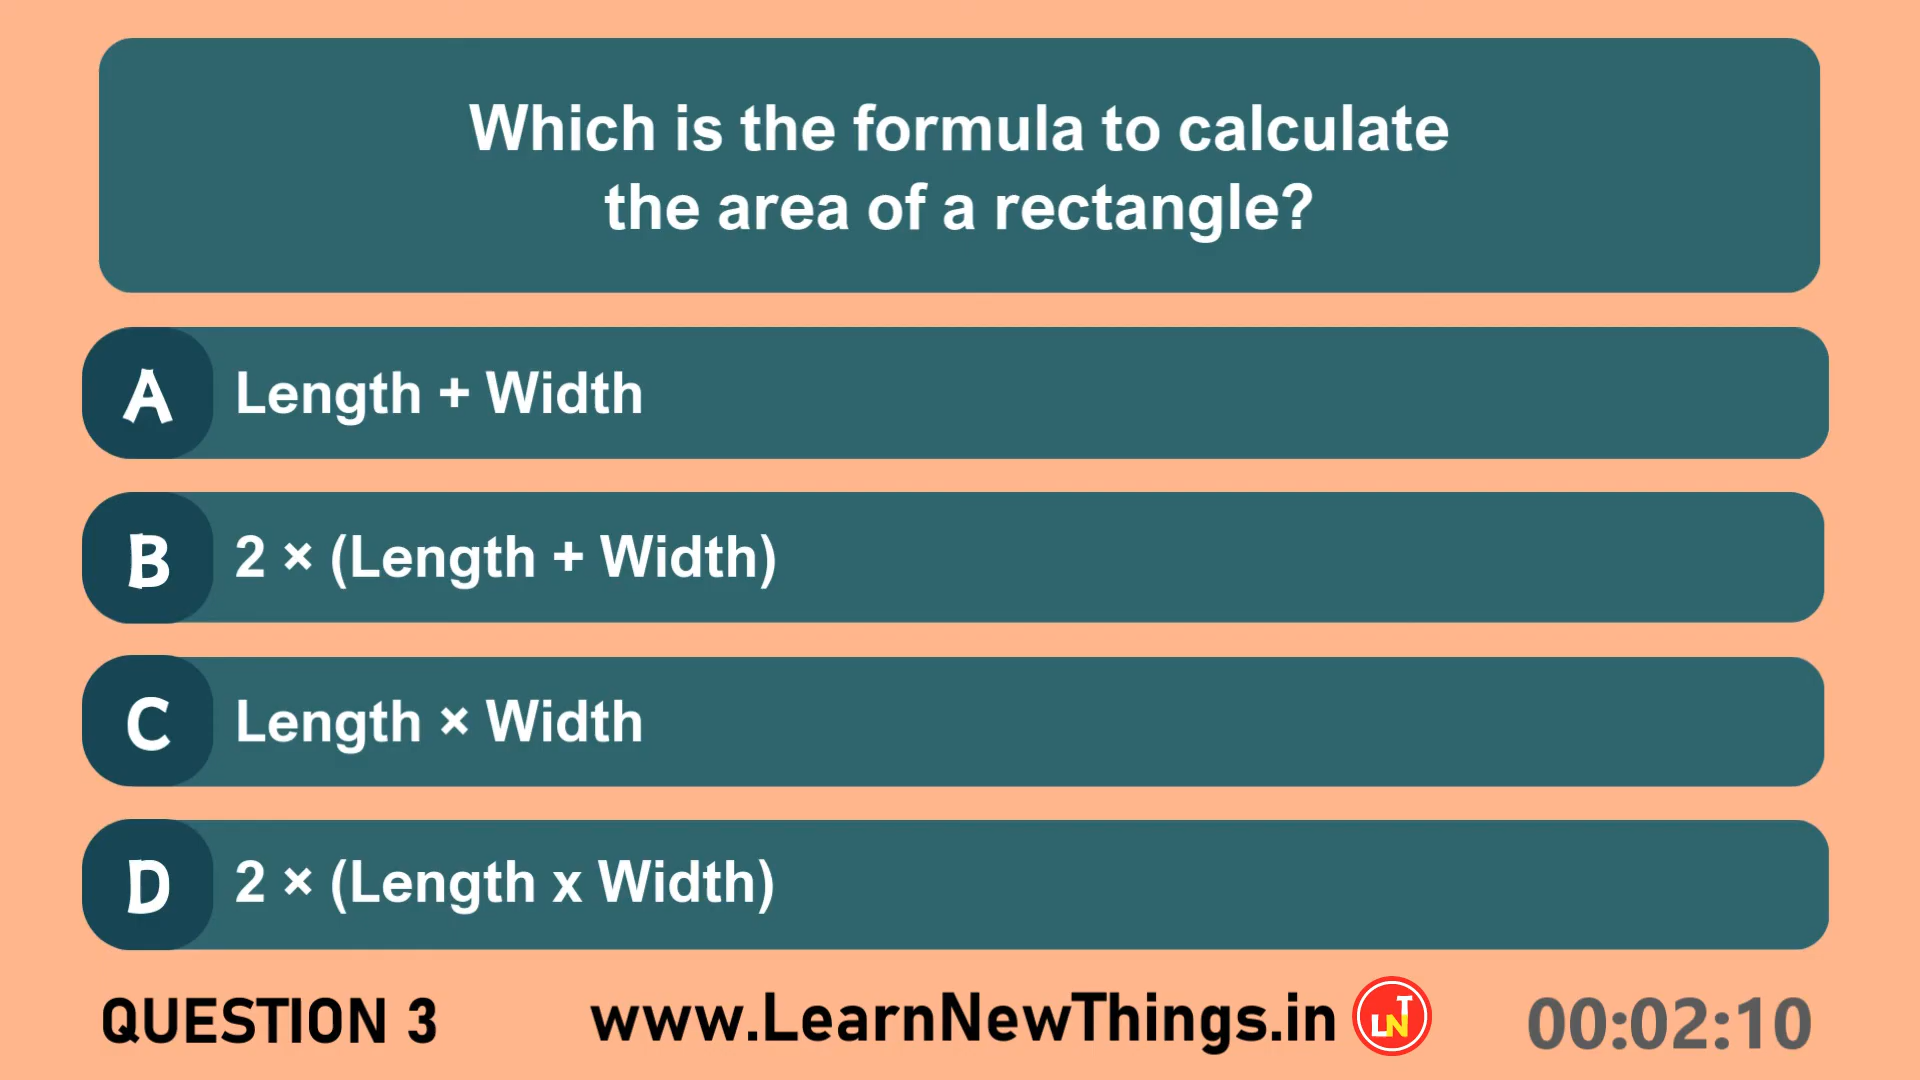 Which is the formula to calculate
the area of a rectangle?
A Length + Width
B 2 × (Length + Width)
C Length × Width
D 2 × (Length x Width)
QUESTION 3 www.LearnNewThings.in LNT 00:02:10